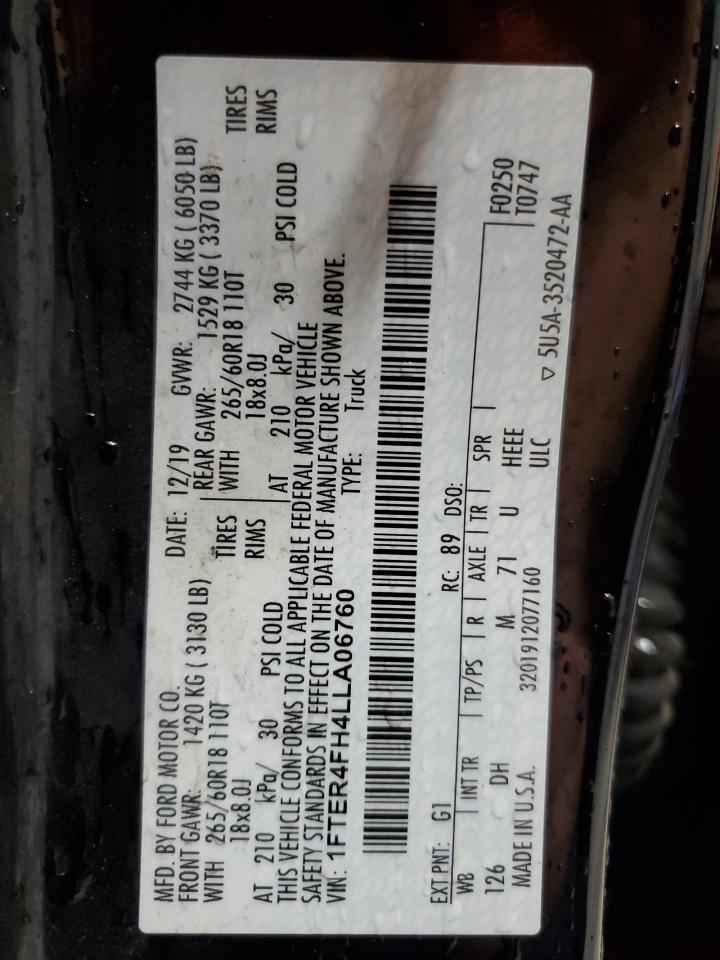 MFD. BY FORD MOTOR CO.
DATE: 12/19 GVWR: 2744 KG ( 6050 LB)
FRONT GAWR: 1420 KG ( 3130 LB)
REAR GAWR: 1529 KG ( 3370 LB)
WITH 265/60R18 110T TIRES
WITH 265/60R18 110T TIRES
18x8.0J RIMS
18x8.0J RIMS
AT 210 kPa/ 30 PSI COLD
AT 210 kPa/ 30 PSI COLD
THIS VEHICLE CONFORMS TO ALL APPLICABLE FEDERAL MOTOR VEHICLE
SAFETY STANDARDS IN EFFECT ON THE DATE OF MANUFACTURE SHOWN ABOVE.
VIN: 1FTER4FH4LLA06760 TYPE: Truck
EXT PNT: G1 RC: 89 DSO: F0250
T0747
WB INT TR TP/PS R AXLE TR SPR
126 DH M 71 U HEEE
ULC
MADE IN U.S.A. 3201912077160 ▽ 5U5A-3520472-AA